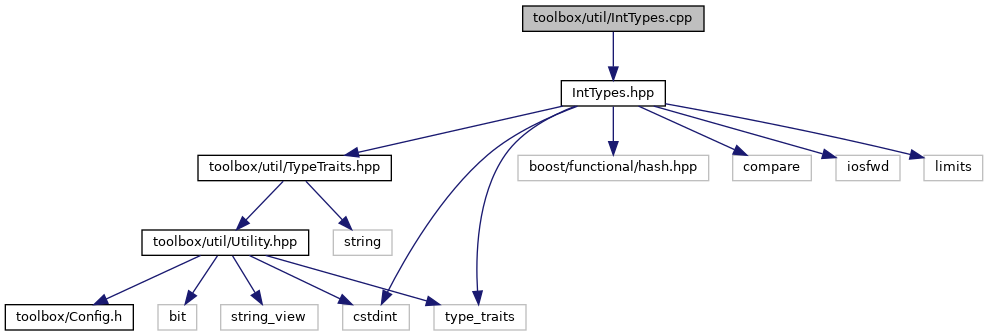 toolbox/util/IntTypes.cpp
IntTypes.hpp
toolbox/util/TypeTraits.hpp
boost/functional/hash.hpp
compare
iosfwd
limits
toolbox/util/Utility.hpp
string
toolbox/Config.h
bit
string_view
cstdint
type_traits